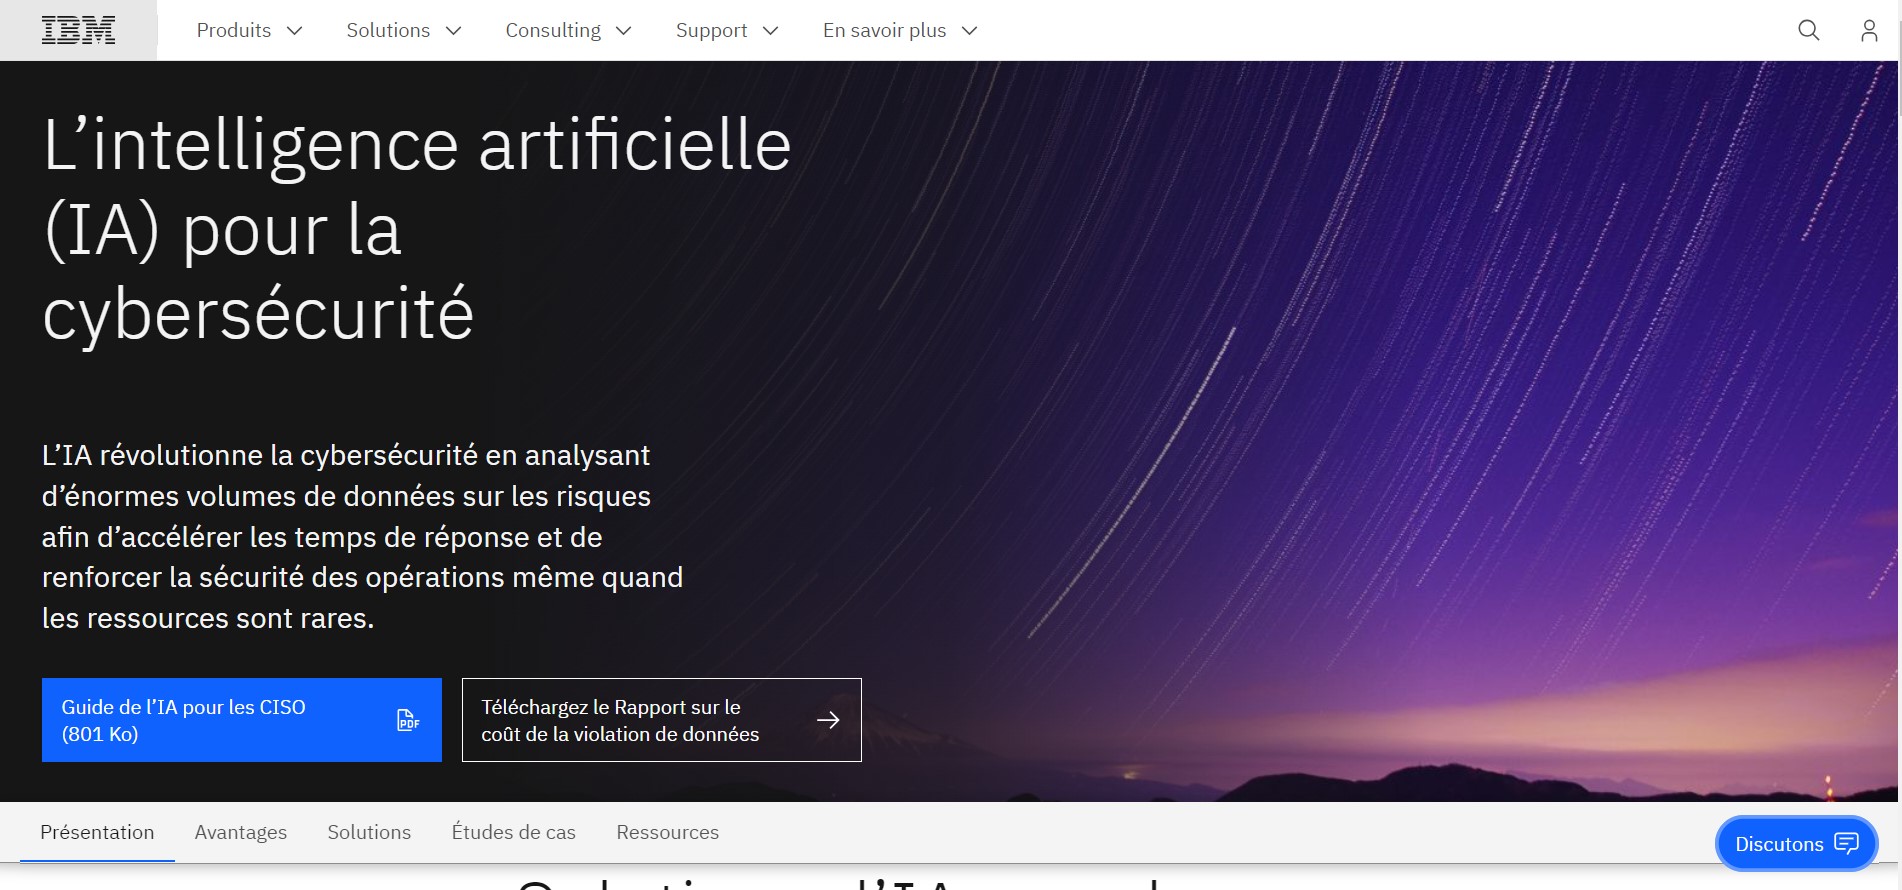 IBM
Produits
Solutions
Consulting
Support
En savoir plus
L’intelligence artificielle
(IA) pour la
cybersécurité
L’IA révolutionne la cybersécurité en analysant
d’énormes volumes de données sur les risques
afin d’accélérer les temps de réponse et de
renforcer la sécurité des opérations même quand
les ressources sont rares.
Guide de l’IA pour les CISO
(801 Ko)
PDF
Téléchargez le Rapport sur le
coût de la violation de données
Présentation
Avantages
Solutions
Études de cas
Ressources
Discutons